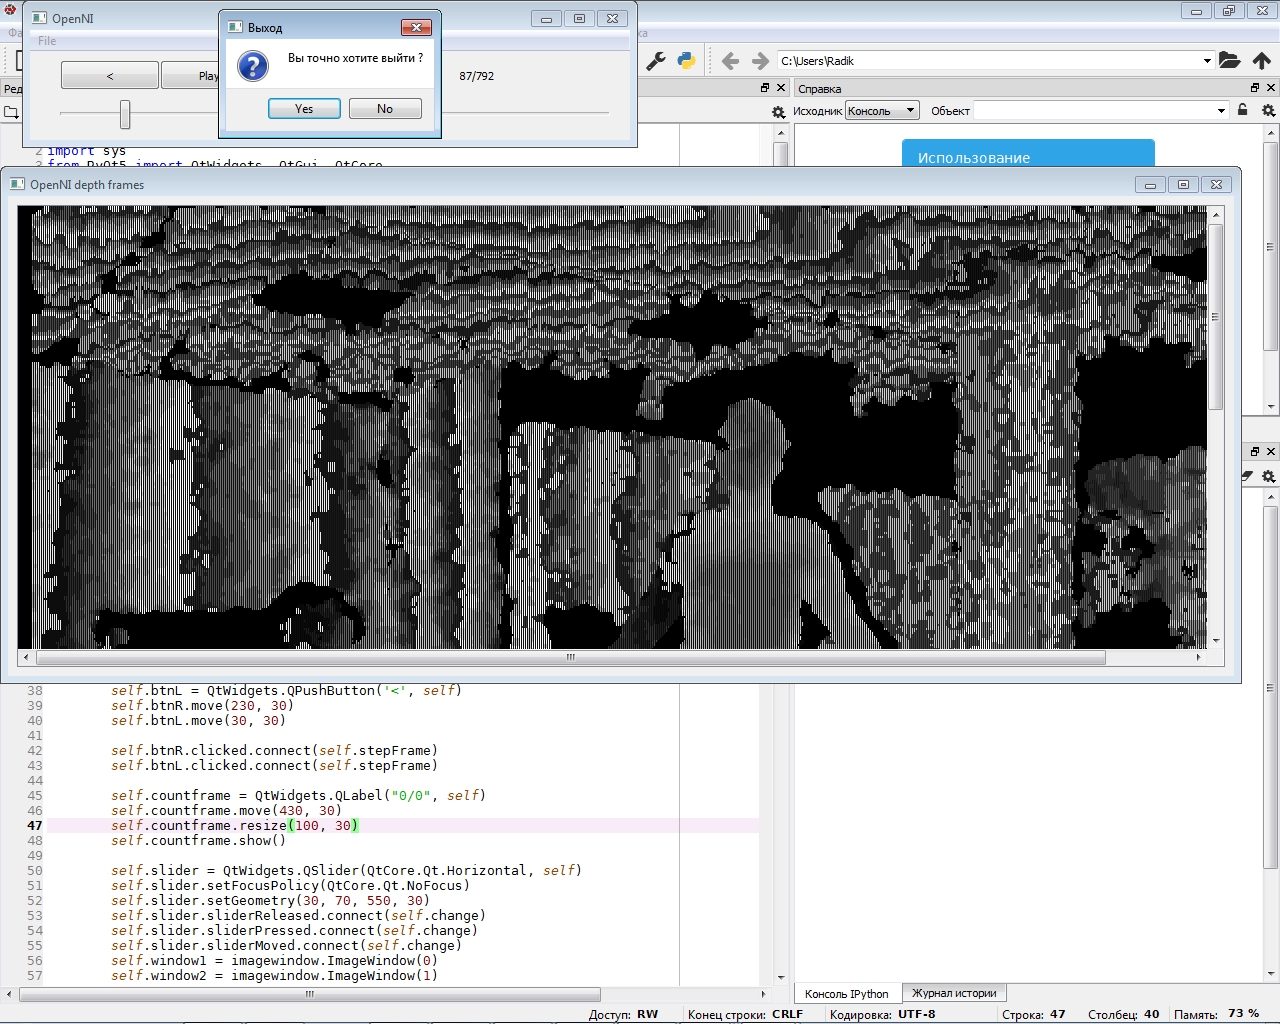 OpenNI
File
<
Play
87/792
Выход
Вы точно хотите выйти ?
Yes
No
C:\Users\Radik
Ред
Справка
Исходник
Консоль
Объект
Использование
2 import sys
3 from PyQt5 import QtWidgets, QtGui, QtCore
OpenNI depth frames
38 self.btnL = QtWidgets.QPushButton('<', self)
39 self.btnR.move(230, 30)
40 self.btnL.move(30, 30)
41
42 self.btnR.clicked.connect(self.stepFrame)
43 self.btnL.clicked.connect(self.stepFrame)
44
45 self.countframe = QtWidgets.QLabel("0/0", self)
46 self.countframe.move(430, 30)
47 self.countframe.resize(100, 30)
48 self.countframe.show()
49
50 self.slider = QtWidgets.QSlider(QtCore.Qt.Horizontal, self)
51 self.slider.setFocusPolicy(QtCore.Qt.NoFocus)
52 self.slider.setGeometry(30, 70, 550, 30)
53 self.slider.sliderReleased.connect(self.change)
54 self.slider.sliderPressed.connect(self.change)
55 self.slider.sliderMoved.connect(self.change)
56 self.window1 = imagewindow.ImageWindow(0)
57 self.window2 = imagewindow.ImageWindow(1)
Консоль IPython
Журнал истории
Доступ: RW
Конец строки: CRLF
Кодировка: UTF-8
Строка: 47
Столбец: 40
Память: 73 %